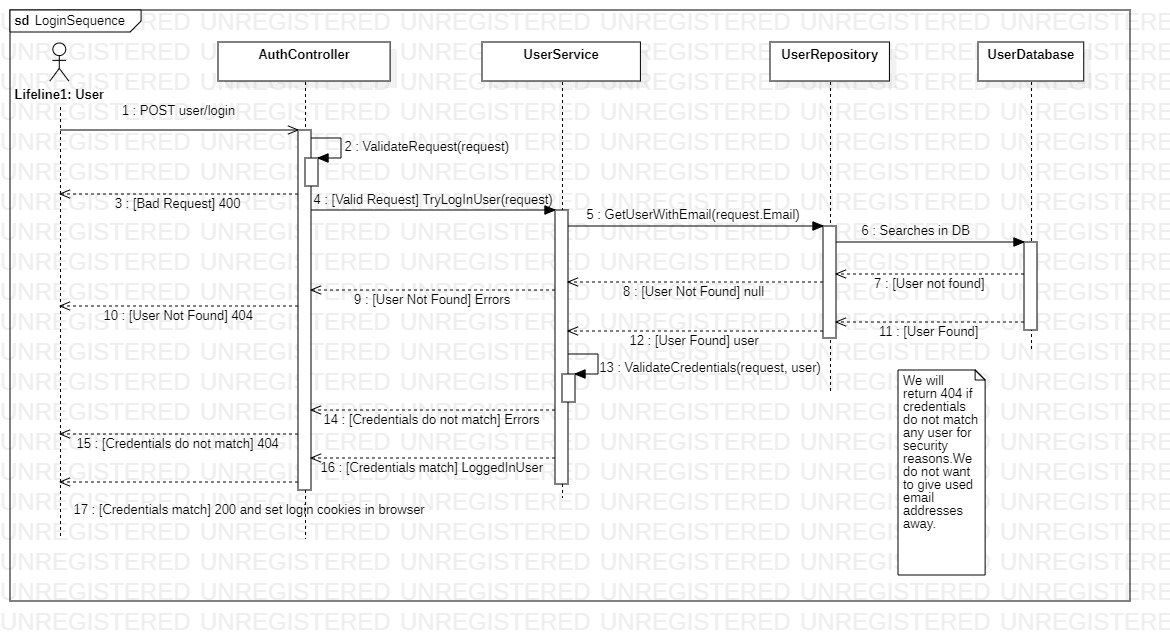 sd LoginSequence
AuthController
UserService
UserRepository
UserDatabase
Lifeline1: User
1 : POST user/login
2 : ValidateRequest(request)
3 : [Bad Request] 400
4 : [Valid Request] TryLogInUser(request)
5 : GetUserWithEmail(request.Email)
6 : Searches in DB
7 : [User not found]
8 : [User Not Found] null
9 : [User Not Found] Errors
10 : [User Not Found] 404
11 : [User Found]
12 : [User Found] user
13 : ValidateCredentials(request, user)
14 : [Credentials do not match] Errors
15 : [Credentials do not match] 404
16 : [Credentials match] LoggedInUser
17 : [Credentials match] 200 and set login cookies in browser
We will
return 404 if
credentials
do not match
any user for
security
reasons.We
do not want
to give used
email
addresses
away.
UNREGISTERED